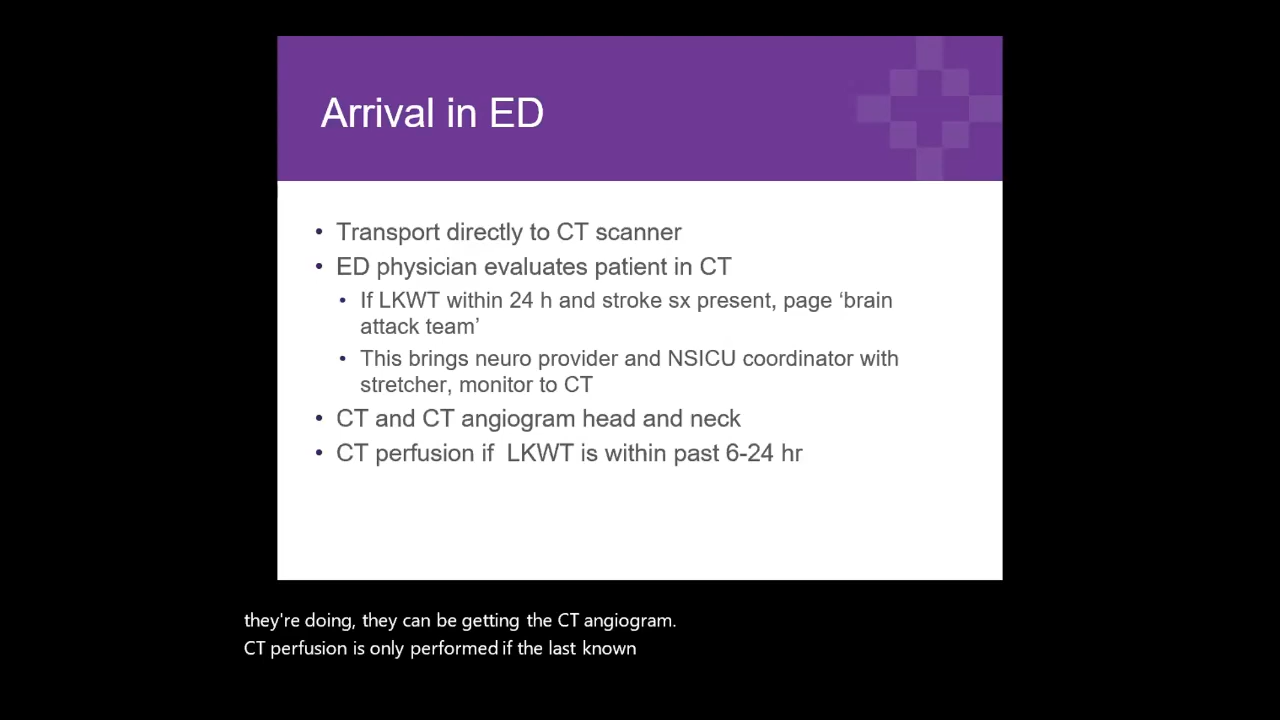 Arrival in ED
• Transport directly to CT scanner
• ED physician evaluates patient in CT
• If LKWT within 24 h and stroke sx present, page ‘brain
attack team’
• This brings neuro provider and NSICU coordinator with
stretcher, monitor to CT
• CT and CT angiogram head and neck
• CT perfusion if  LKWT is within past 6-24 hr
they're doing, they can be getting the CT angiogram.
CT perfusion is only performed if the last known